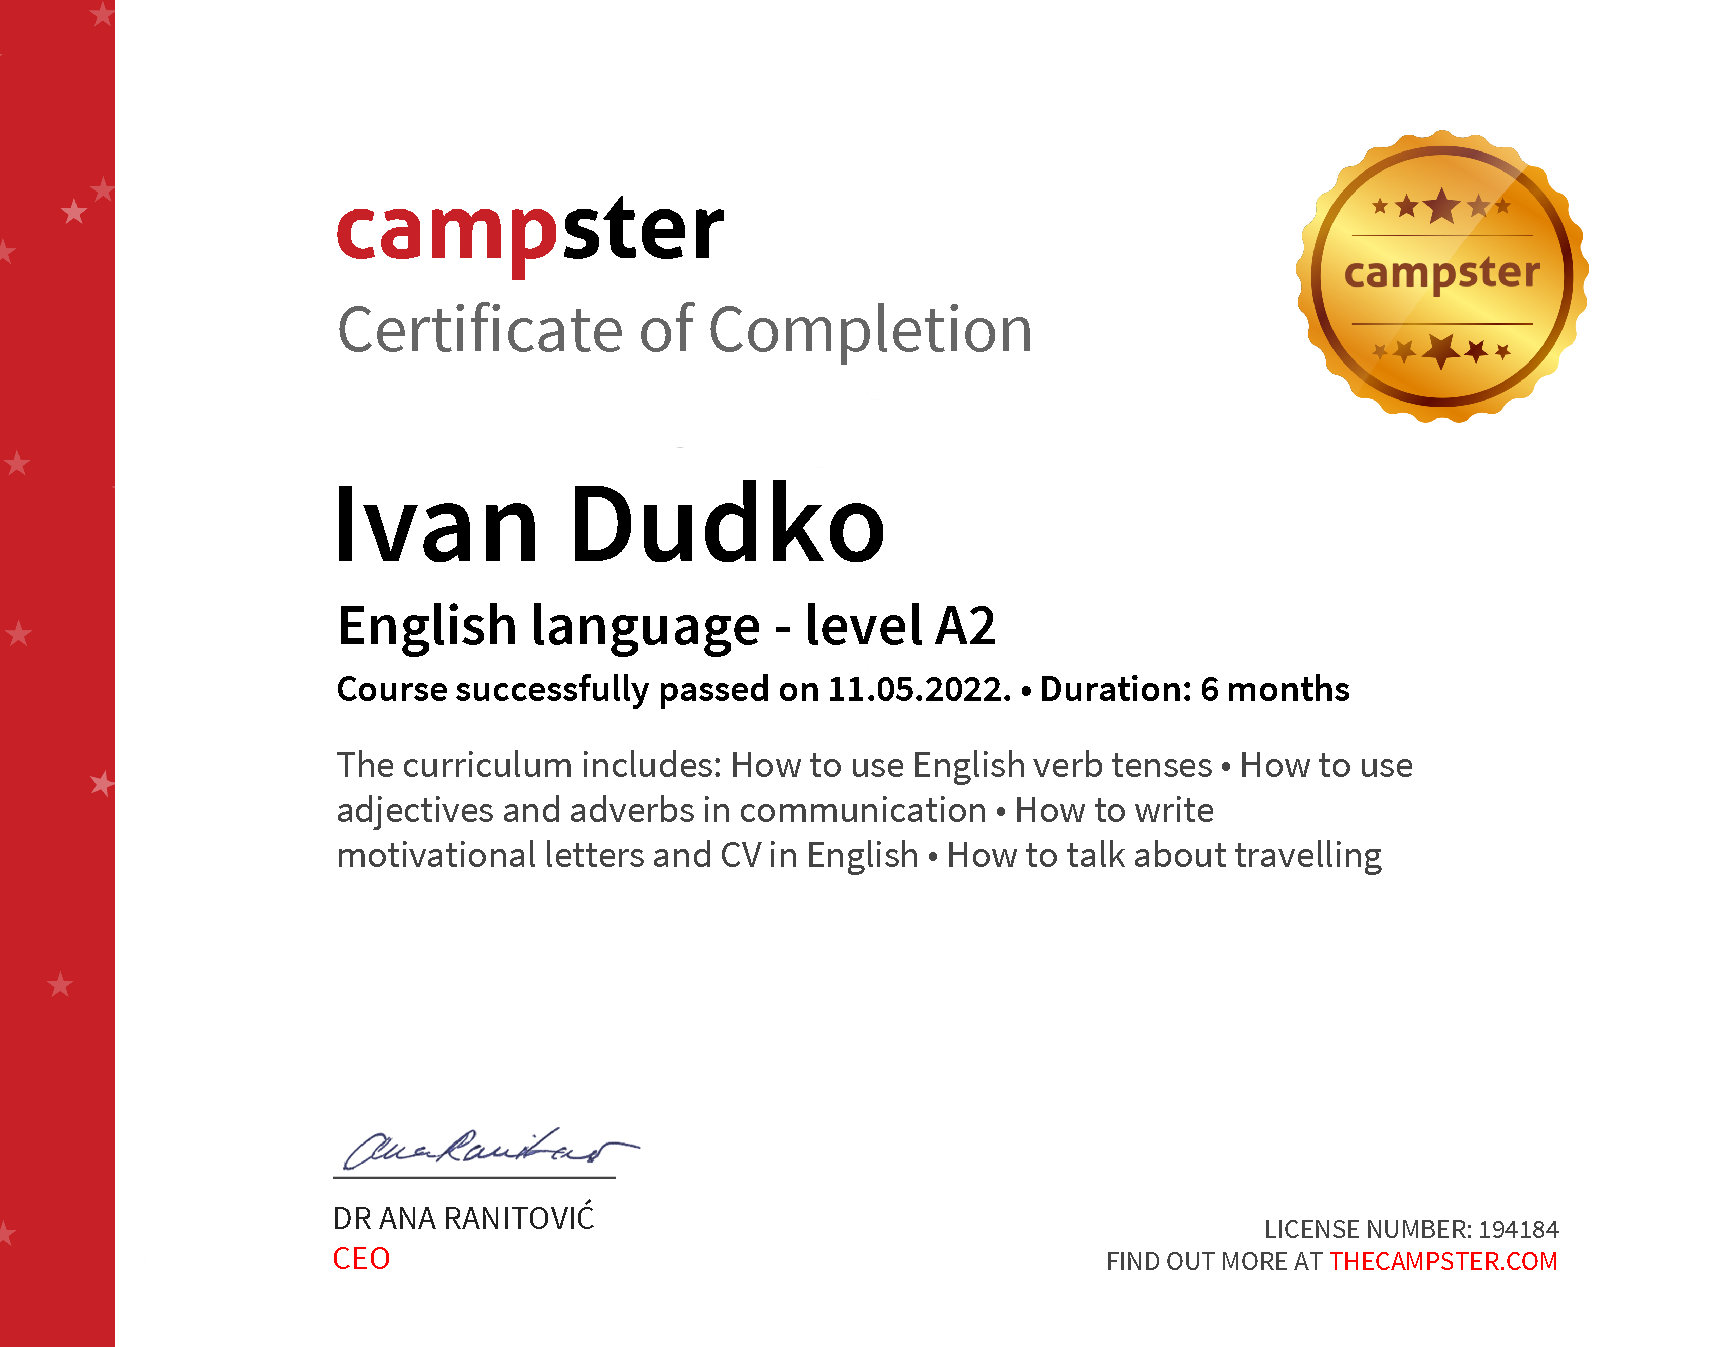 campster
Certificate of Completion
campster
Ivan Dudko
English language - level A2
Course successfully passed on 11.05.2022. • Duration: 6 months
The curriculum includes: How to use English verb tenses • How to use
adjectives and adverbs in communication • How to write
motivational letters and CV in English • How to talk about travelling
Ana Ranitović
DR ANA RANITOVIĆ
CEO
LICENSE NUMBER: 194184
FIND OUT MORE AT THECAMPSTER.COM